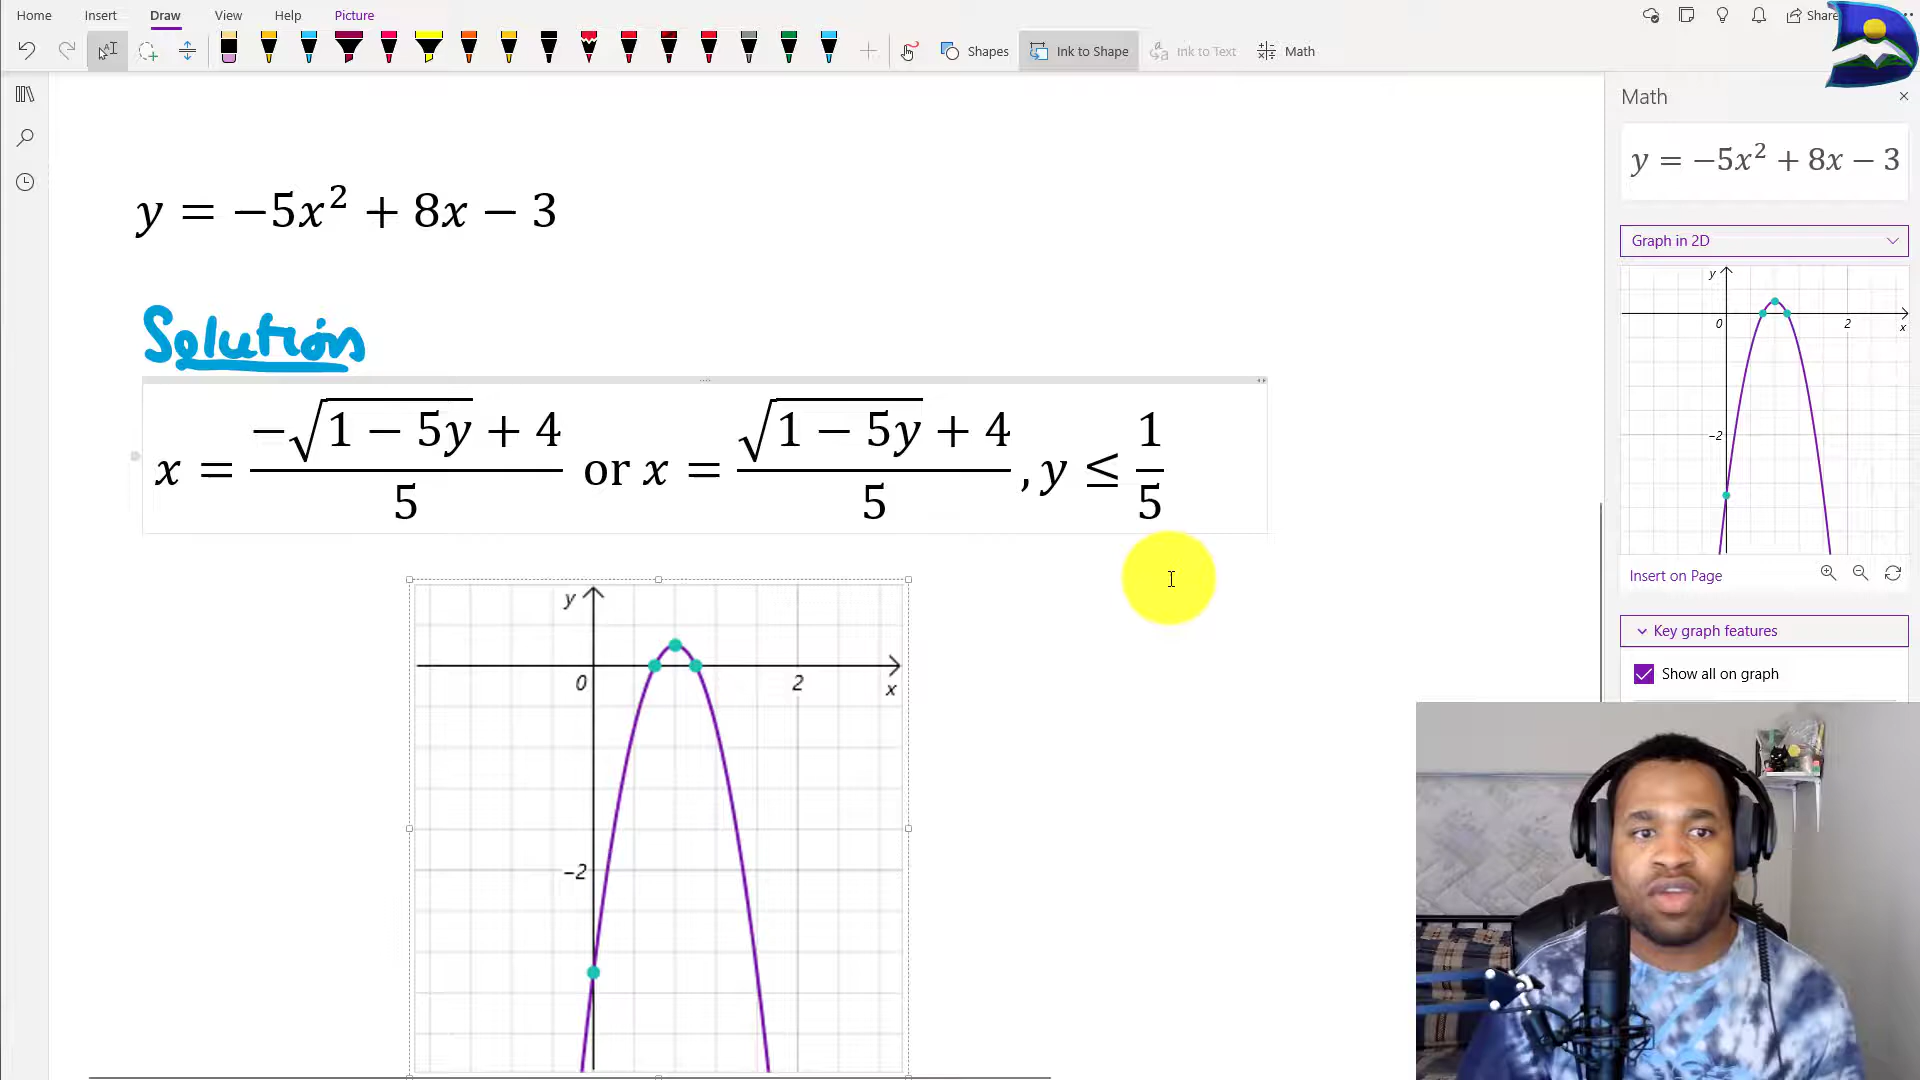 Home Insert Draw View Help Picture Share
Shapes Ink to Shape Ink to Text Math
Math
y = −5x² + 8x − 3
y = −5x² + 8x − 3
Graph in 2D
y
0 2
x
−2
Insert on Page
Key graph features
Show all on graph
Solution
x = (−√(1 − 5y) + 4)/5 or x = (√(1 − 5y) + 4)/5 , y ≤ 1/5
y
0 2
x
−2